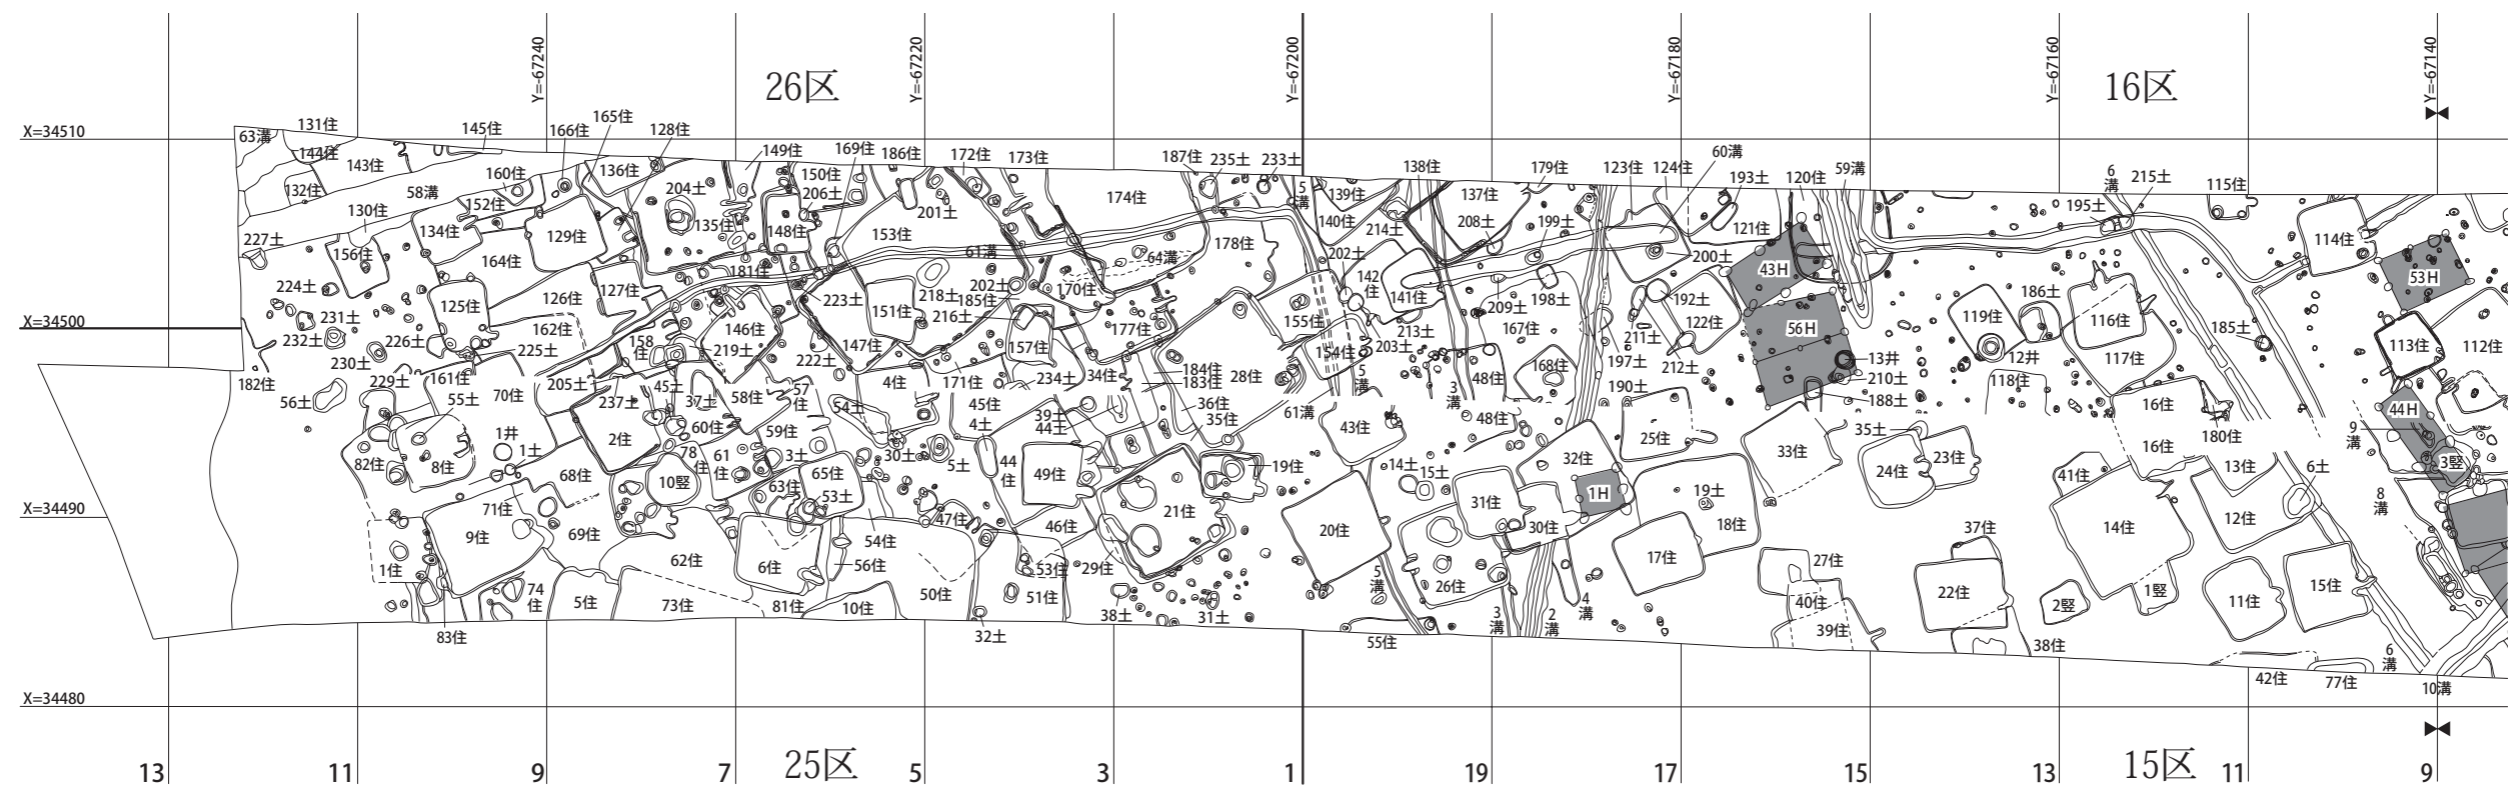 Y=-67240
Y=-67220
Y=-67200
Y=-67180
Y=-67160
Y=-67140
26区
16区
X=34510
63溝
131住
144住
143住
132住
145住
58溝
130住
160住
166住
165住
128住
136住
152住
134住
164住
129住
204土
135住
149住
150住
206土
148住
169住
186住
172住
173住
201土
153住
174住
187住
235土
233土
5溝
139住
140住
138住
137住
214土
208土
179住
199土
123住
124住
60溝
193土
121住
120住
59溝
6溝
215土
195土
115住
114住
227土
156住
224土
125住
126住
127住
181住
61溝
64溝
178住
202土
142住
141住
200土
43H
53H
X=34500
231土
232土
230土
226土
162住
225土
158住
146住
219土
223土
222土
147住
151住
218土
185住
202土
216土
157住
170住
177住
155住
154住
203土
213土
209土
198土
167住
211土
192土
122住
212土
197土
168住
190土
56H
13井
210土
188土
119住
186土
12井
118住
116住
117住
185土
113住
112住
182住
56土
229土
161住
55土
70住
205土
237土
45土
37土
58住
57住
54土
4住
171住
234土
45住
4土
34住
39土
44土
184住
183住
36住
35住
28住
61溝
5溝
43住
3溝
48住
48住
25住
33住
35土
24住
23住
16住
16住
180住
44H
9溝
3竪
82住
8住
1井
1土
68住
2住
60住
78住
10竪
61住
59住
3土
65住
63住
53土
30土
5土
44住
49住
19住
14土
15土
32住
31住
1H
30住
19土
18住
17住
41住
13住
6土
12住
14住
8溝
X=34490
1住
9住
71住
69住
74住
83住
5住
73住
62住
6住
81住
54住
56住
10住
47住
50住
46住
53住
51住
32土
29住
21住
38土
31土
20住
5溝
55住
26住
3溝
2溝
4溝
27住
40住
39住
37住
22住
38住
2竪
1竪
11住
15住
6溝
42住
77住
10溝
X=34480
13
11
9
7
25区
5
3
1
19
17
15
13
15区
11
9